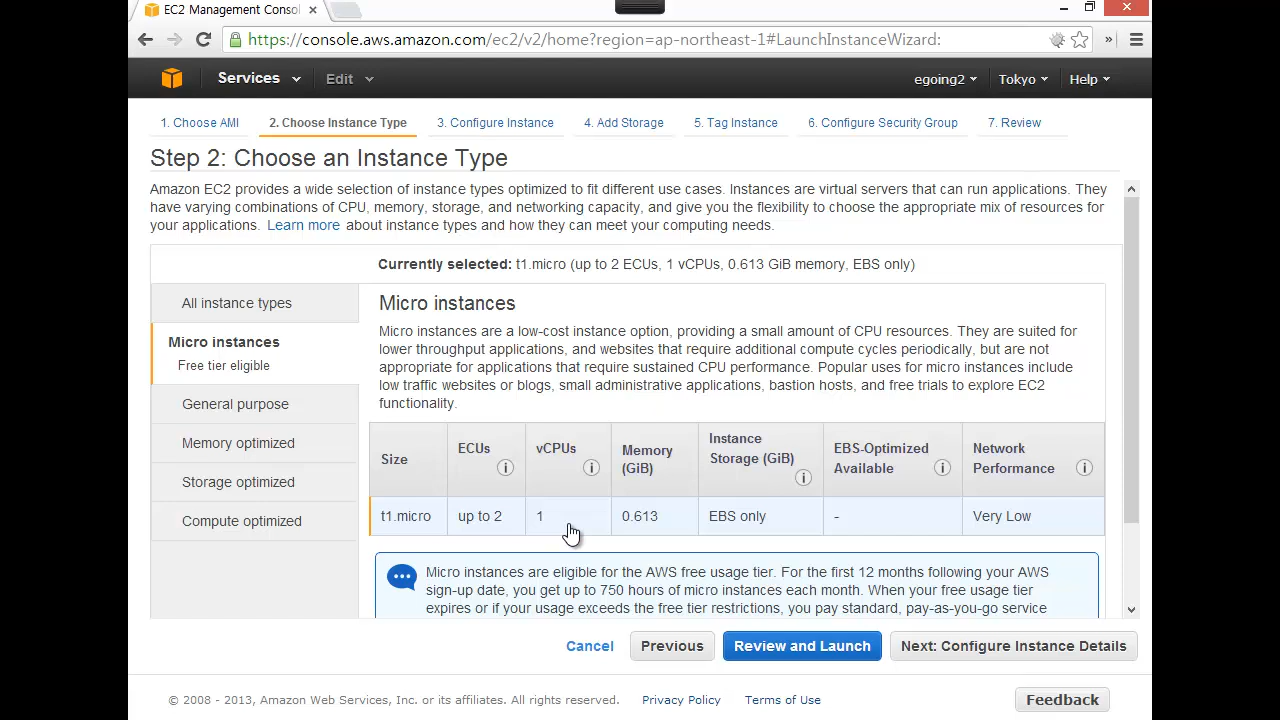 EC2 Management Consol ×
https://console.aws.amazon.com/ec2/v2/home?region=ap-northeast-1#LaunchInstanceWizard:
Services Edit egoing2 Tokyo Help
1. Choose AMI 2. Choose Instance Type 3. Configure Instance 4. Add Storage 5. Tag Instance 6. Configure Security Group 7. Review
Step 2: Choose an Instance Type
Amazon EC2 provides a wide selection of instance types optimized to fit different use cases. Instances are virtual servers that can run applications. They
have varying combinations of CPU, memory, storage, and networking capacity, and give you the flexibility to choose the appropriate mix of resources for
your applications. Learn more about instance types and how they can meet your computing needs.
Currently selected: t1.micro (up to 2 ECUs, 1 vCPUs, 0.613 GiB memory, EBS only)
All instance types
Micro instances
Free tier eligible
General purpose
Memory optimized
Storage optimized
Compute optimized
Micro instances
Micro instances are a low-cost instance option, providing a small amount of CPU resources. They are suited for
lower throughput applications, and websites that require additional compute cycles periodically, but are not
appropriate for applications that require sustained CPU performance. Popular uses for micro instances include
low traffic websites or blogs, small administrative applications, bastion hosts, and free trials to explore EC2
functionality.
Size ECUs vCPUs Memory (GiB) Instance Storage (GiB) EBS-Optimized Available Network Performance
t1.micro up to 2 1 0.613 EBS only - Very Low
Micro instances are eligible for the AWS free usage tier. For the first 12 months following your AWS
sign-up date, you get up to 750 hours of micro instances each month. When your free usage tier
expires or if your usage exceeds the free tier restrictions, you pay standard, pay-as-you-go service
Cancel Previous Review and Launch Next: Configure Instance Details
© 2008 - 2013, Amazon Web Services, Inc. or its affiliates. All rights reserved. Privacy Policy Terms of Use Feedback